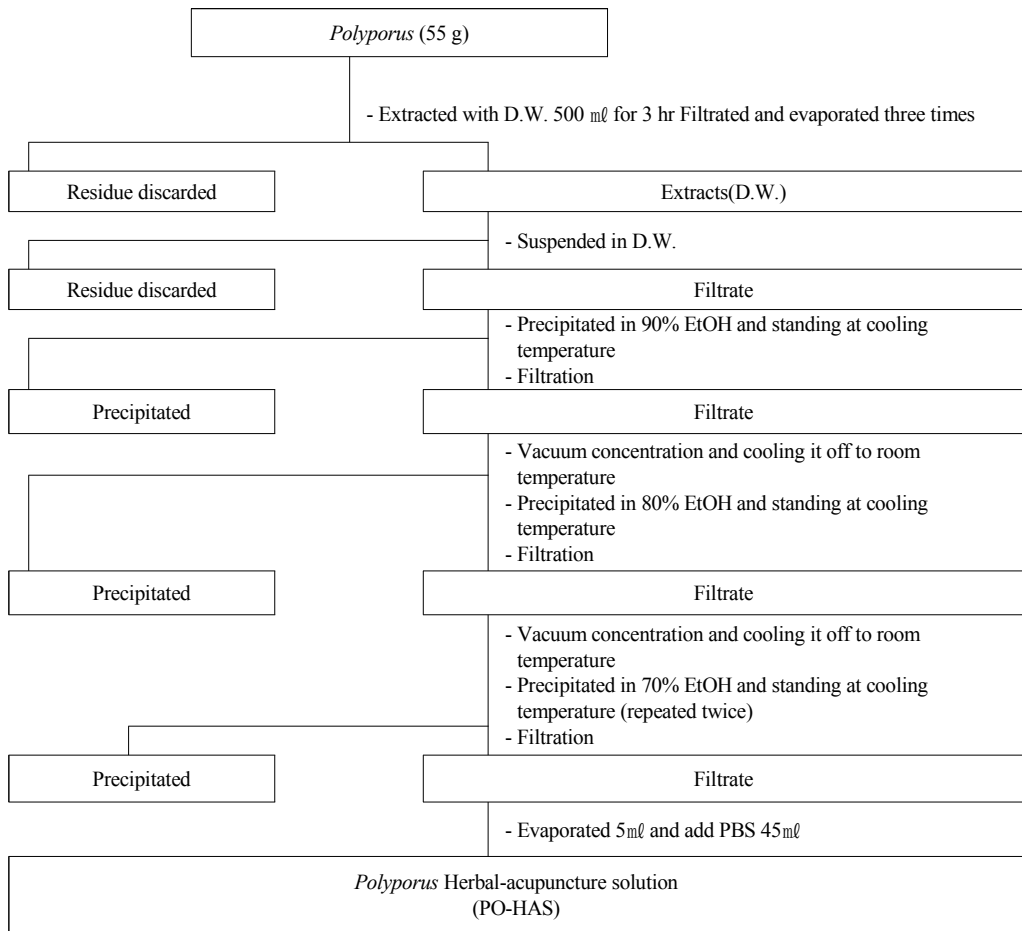 Polyporus (55 g)
- Extracted with D.W. 500 ㎖ for 3 hr Filtrated and evaporated three times
Residue discarded
Extracts(D.W.)
- Suspended in D.W.
Residue discarded
Filtrate
- Precipitated in 90% EtOH and standing at cooling
temperature
- Filtration
Precipitated
Filtrate
- Vacuum concentration and cooling it off to room
temperature
- Precipitated in 80% EtOH and standing at cooling
temperature
- Filtration
Precipitated
Filtrate
- Vacuum concentration and cooling it off to room
temperature
- Precipitated in 70% EtOH and standing at cooling
temperature (repeated twice)
- Filtration
Precipitated
Filtrate
- Evaporated 5㎖ and add PBS 45㎖
Polyporus Herbal-acupuncture solution
(PO-HAS)